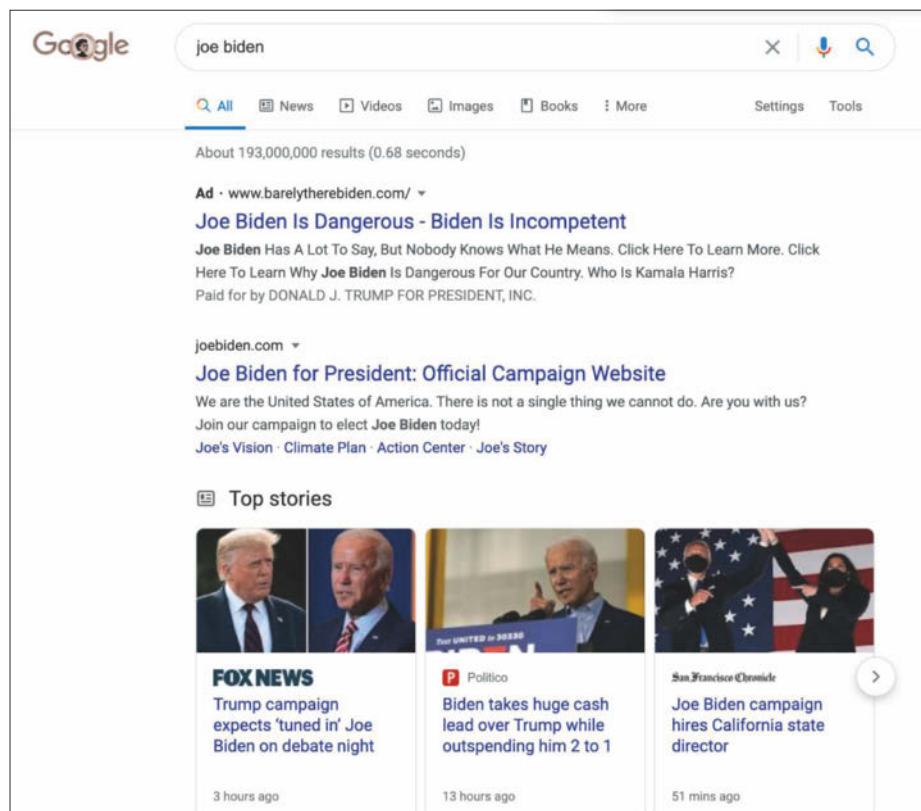 Google
joe biden
All News Videos Images Books More Settings Tools
About 193,000,000 results (0.68 seconds)
Ad · www.barelytherebiden.com/
Joe Biden Is Dangerous - Biden Is Incompetent
Joe Biden Has A Lot To Say, But Nobody Knows What He Means. Click Here To Learn More. Click
Here To Learn Why Joe Biden Is Dangerous For Our Country. Who Is Kamala Harris?
Paid for by DONALD J. TRUMP FOR PRESIDENT, INC.
joebiden.com
Joe Biden for President: Official Campaign Website
We are the United States of America. There is not a single thing we cannot do. Are you with us?
Join our campaign to elect Joe Biden today!
Joe's Vision · Climate Plan · Action Center · Joe's Story
Top stories
Text UNITED to 30330
FOX NEWS
Trump campaign
expects ‘tuned in’ Joe
Biden on debate night
3 hours ago
P Politico
Biden takes huge cash
lead over Trump while
outspending him 2 to 1
13 hours ago
San Francisco Chronicle
Joe Biden campaign
hires California state
director
51 mins ago